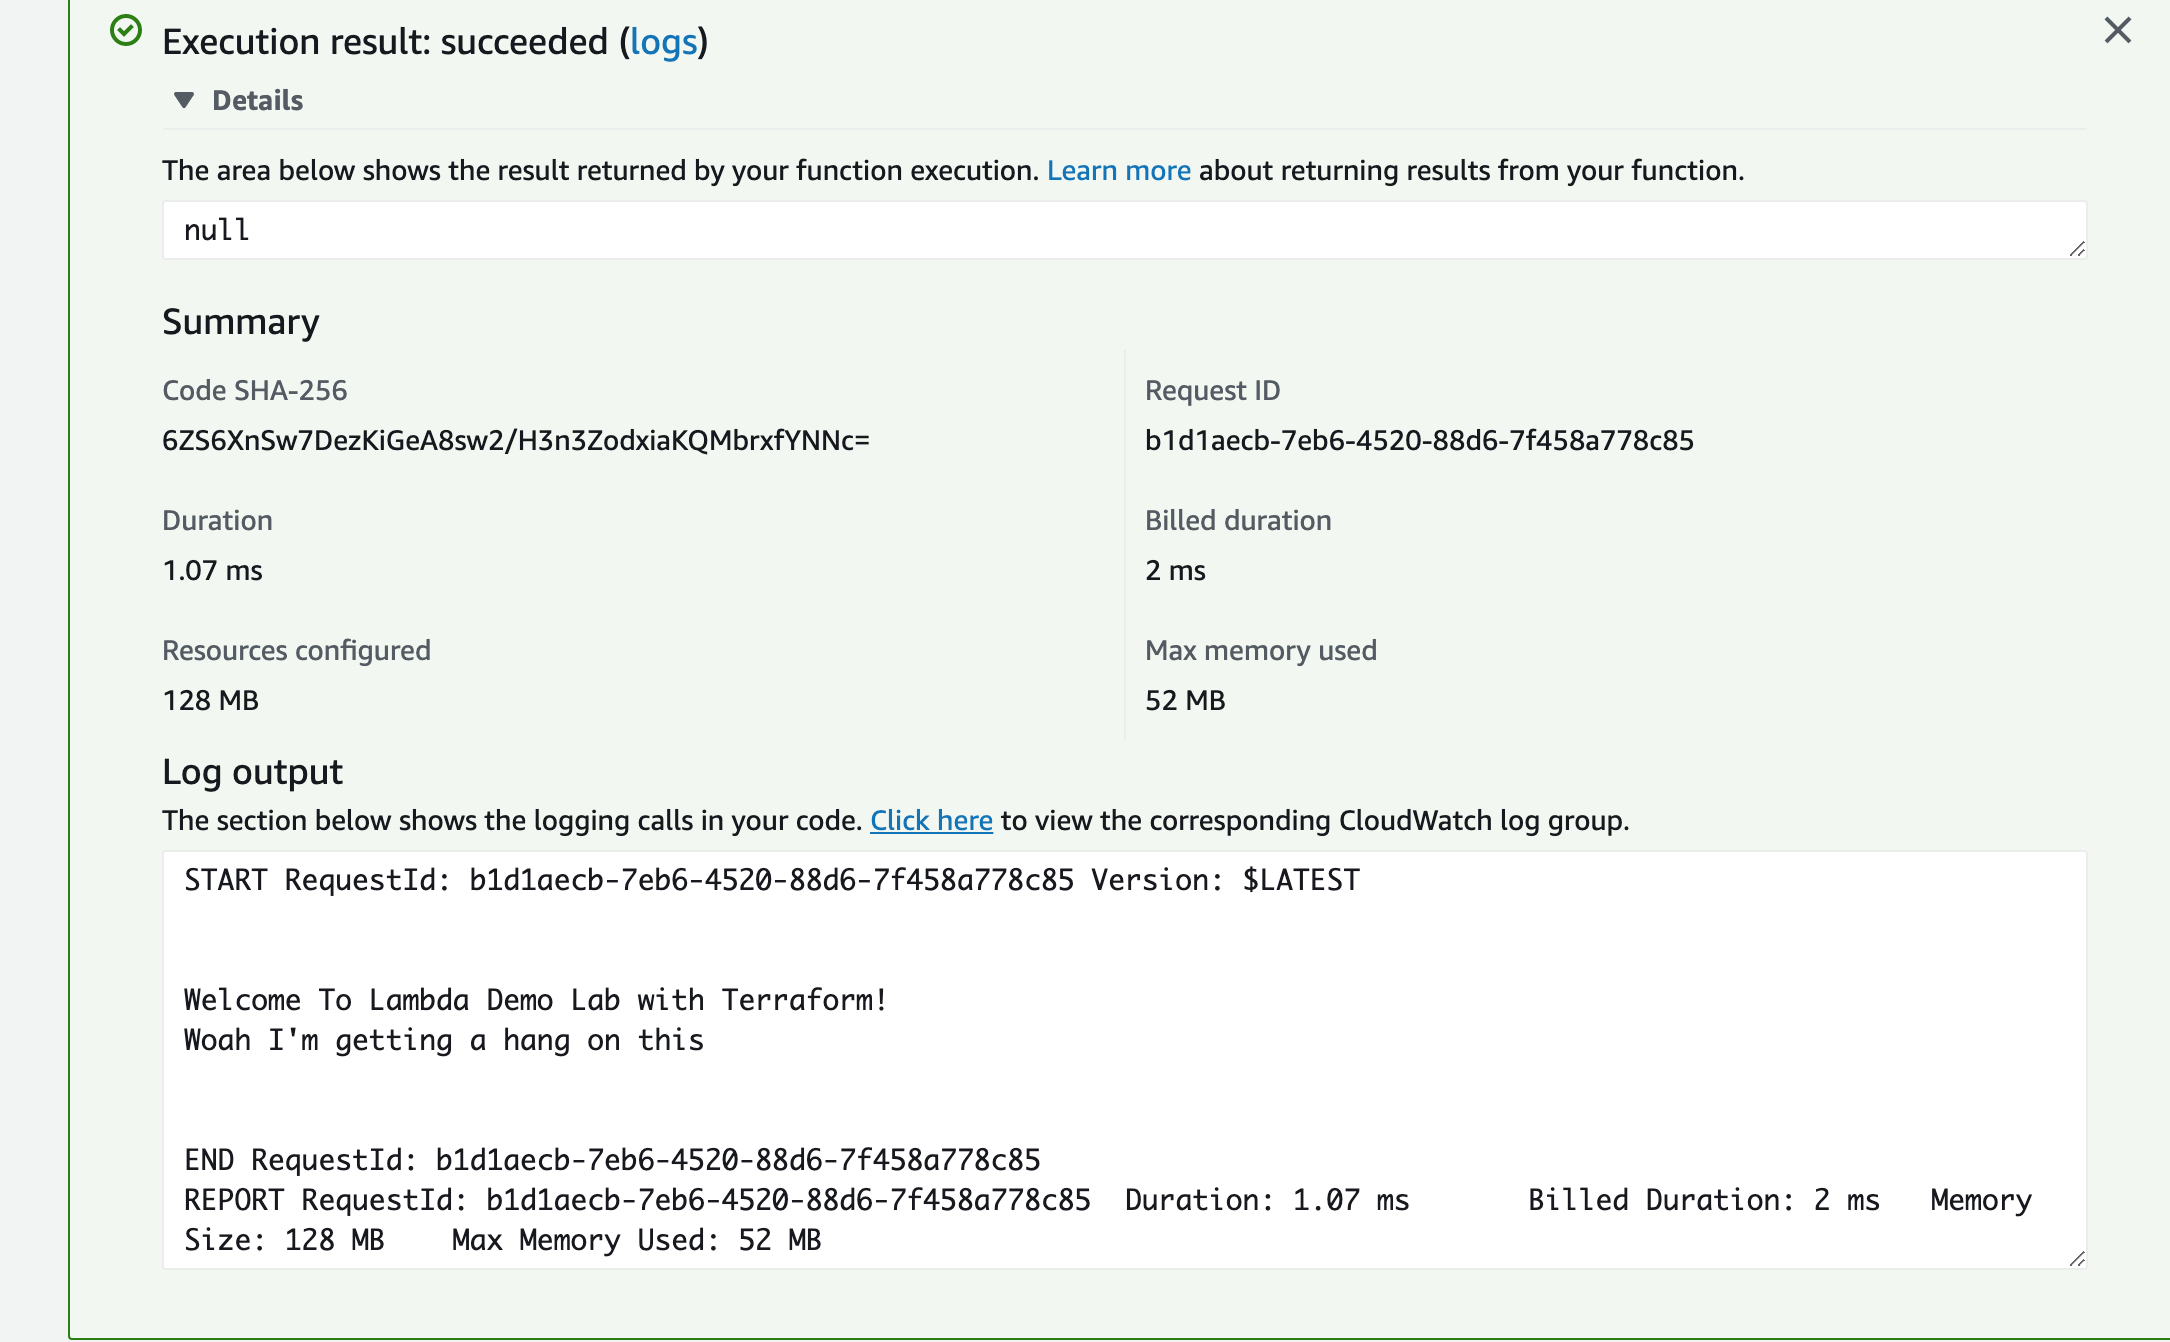 Execution result: succeeded (logs)
Details
The area below shows the result returned by your function execution. Learn more about returning results from your function.
null
Summary
Code SHA-256
6ZS6XnSw7DezKiGeA8sw2/H3n3ZodxiaKQMbrxfYNNc=
Request ID
b1d1aecb-7eb6-4520-88d6-7f458a778c85
Duration
1.07 ms
Billed duration
2 ms
Resources configured
128 MB
Max memory used
52 MB
Log output
The section below shows the logging calls in your code. Click here to view the corresponding CloudWatch log group.
START RequestId: b1d1aecb-7eb6-4520-88d6-7f458a778c85 Version: $LATEST
Welcome To Lambda Demo Lab with Terraform!
Woah I'm getting a hang on this
END RequestId: b1d1aecb-7eb6-4520-88d6-7f458a778c85
REPORT RequestId: b1d1aecb-7eb6-4520-88d6-7f458a778c85  Duration: 1.07 ms       Billed Duration: 2 ms   Memory
Size: 128 MB    Max Memory Used: 52 MB